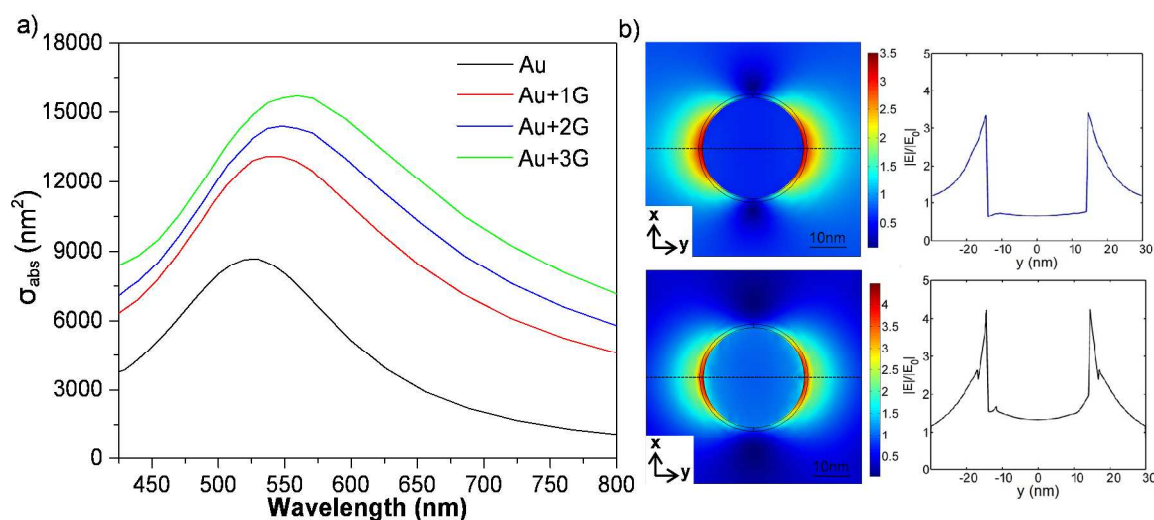 a)
18000
15000
12000
9000
6000
3000
0
σabs (nm²)
450 500 550 600 650 700 750 800
Wavelength (nm)
Au
Au+1G
Au+2G
Au+3G
b)
x
y
10nm
3.5
3
2.5
2
1.5
1
0.5
5
4
3
2
1
0
|E|/|E₀|
-20 -10 0 10 20 30
y (nm)
x
y
10nm
4
3.5
3
2.5
2
1.5
1
0.5
5
4
3
2
1
0
|E|/|E₀|
-20 -10 0 10 20 30
y (nm)